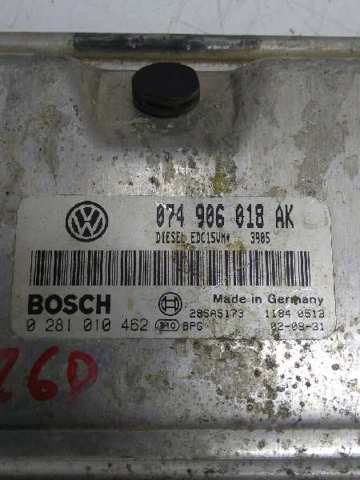 074 906 018 AK
DIESEL EDC15VM+ 3905
BOSCH
Made in Germany
0 281 010 462
28SA5173
1184 0513
BPG
02-08-31
26D